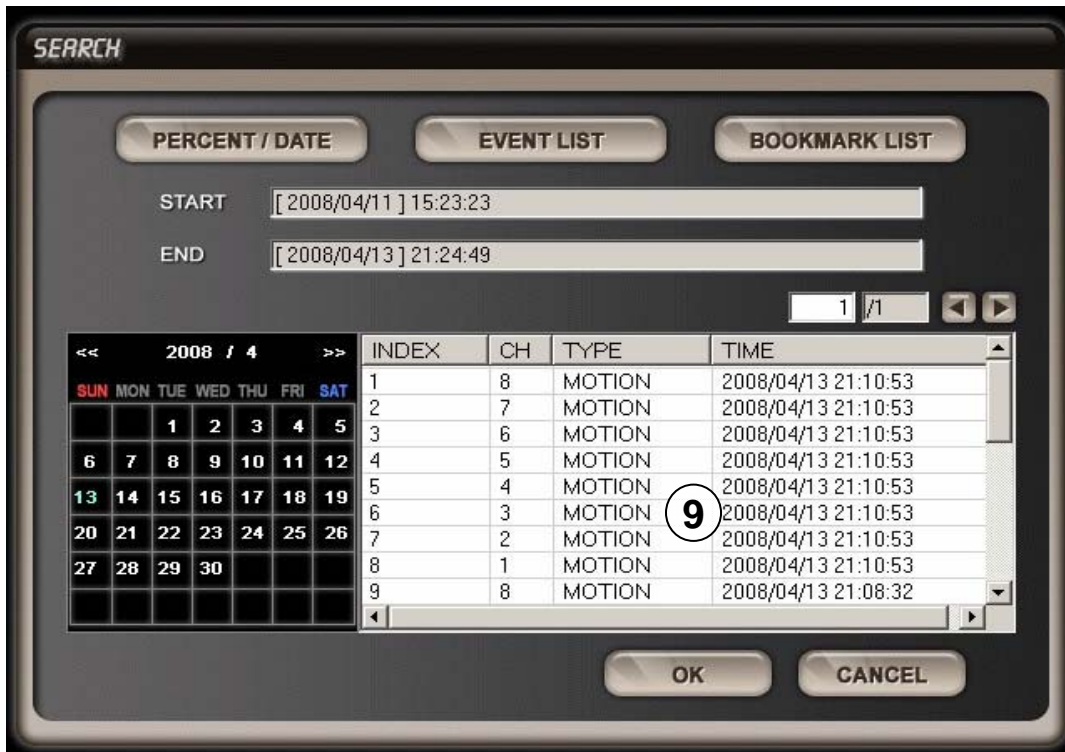 SEARCH
PERCENT / DATE EVENT LIST BOOKMARK LIST
START [ 2008/04/11 ] 15:23:23
END [ 2008/04/13 ] 21:24:49
1 /1
<< 2008 / 4 >>
SUN MON TUE WED THU FRI SAT
1 2 3 4 5
6 7 8 9 10 11 12
13 14 15 16 17 18 19
20 21 22 23 24 25 26
27 28 29 30
INDEX CH TYPE TIME
1 8 MOTION 2008/04/13 21:10:53
2 7 MOTION 2008/04/13 21:10:53
3 6 MOTION 2008/04/13 21:10:53
4 5 MOTION 2008/04/13 21:10:53
5 4 MOTION 2008/04/13 21:10:53
6 3 MOTION 2008/04/13 21:10:53
7 2 MOTION 2008/04/13 21:10:53
8 1 MOTION 2008/04/13 21:10:53
9 8 MOTION 2008/04/13 21:08:32
9
OK CANCEL